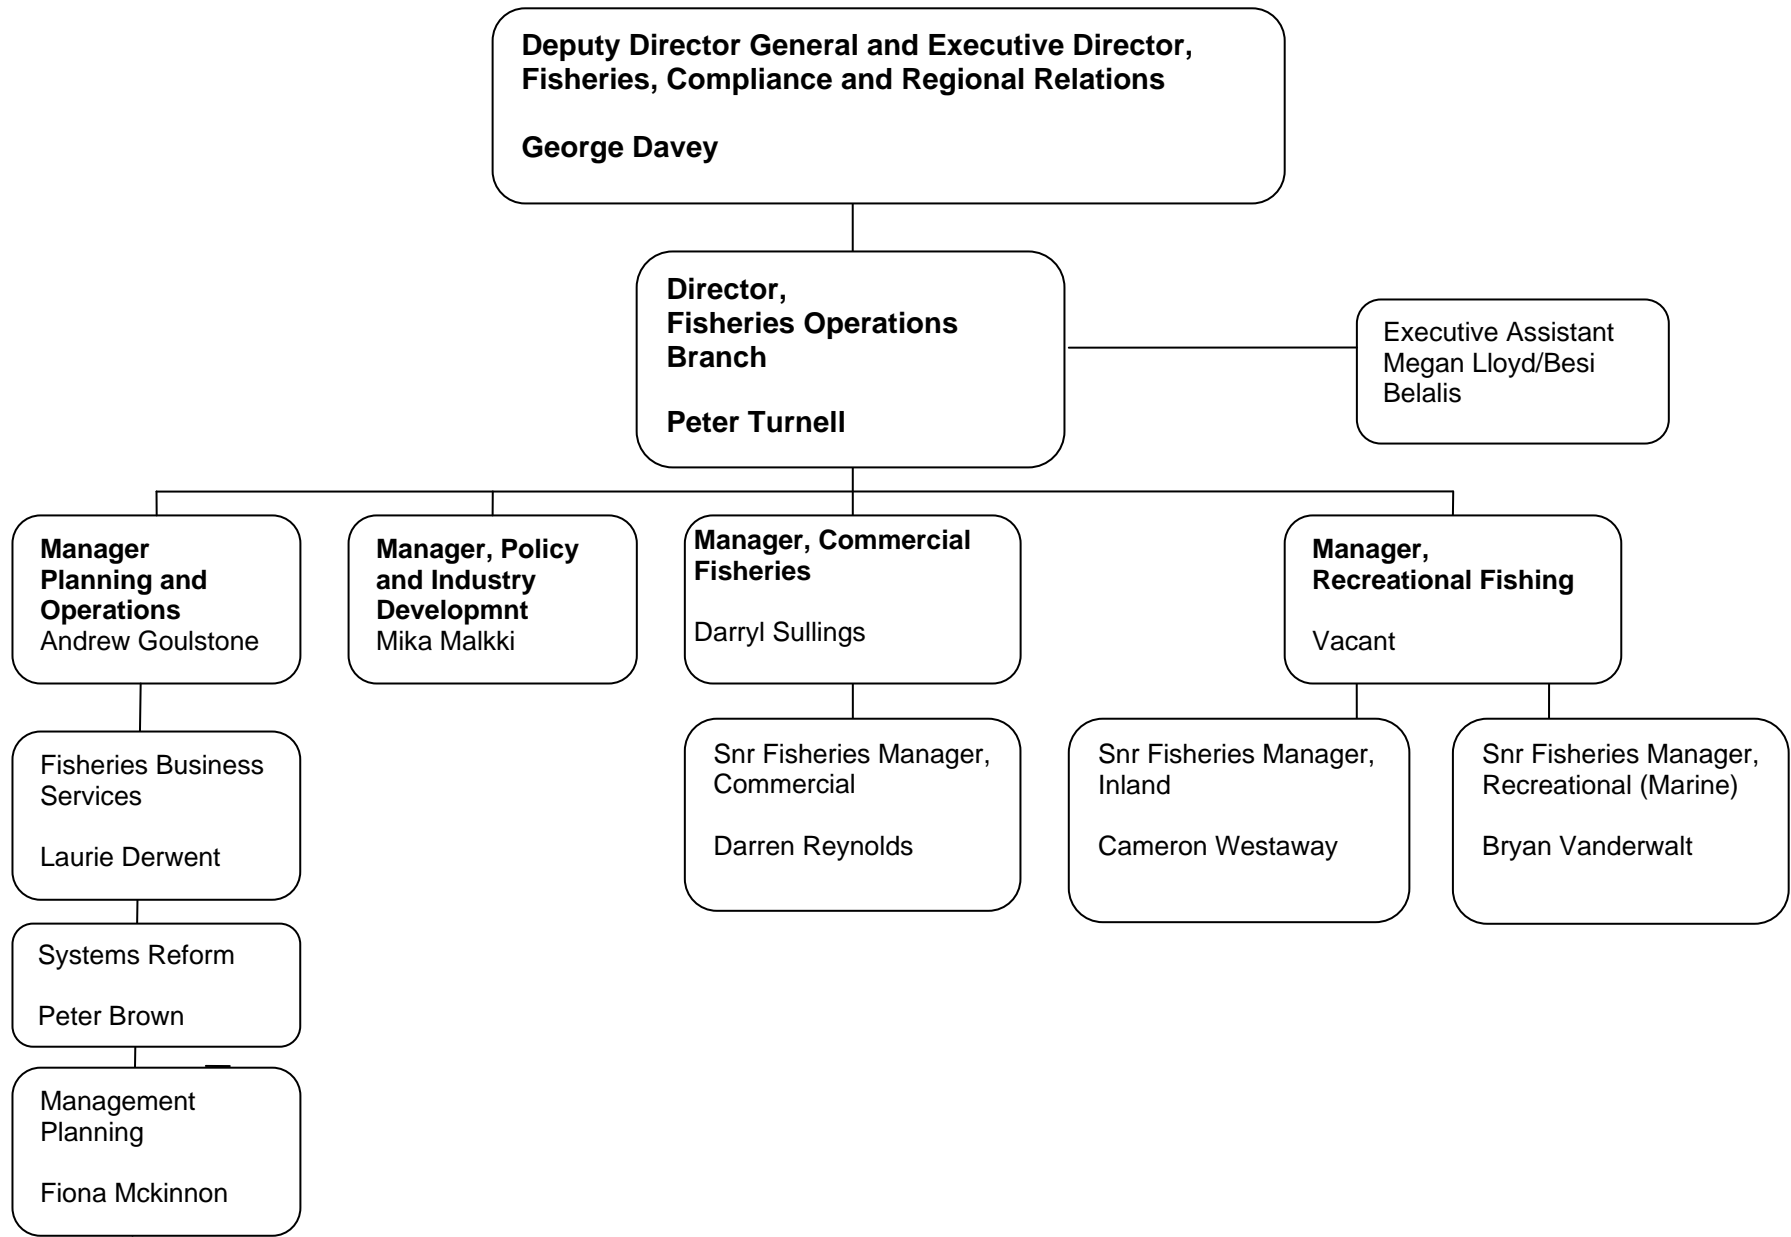 Deputy Director General and Executive Director,
Fisheries, Compliance and Regional Relations
George Davey
Director,
Fisheries Operations
Branch
Peter Turnell
Executive Assistant
Megan Lloyd/Besi
Belalis
Manager
Planning and
Operations
Andrew Goulstone
Manager, Policy
and Industry
Developmnt
Mika Malkki
Manager, Commercial
Fisheries
Darryl Sullings
Manager,
Recreational Fishing
Vacant
Fisheries Business
Services
Laurie Derwent
Snr Fisheries Manager,
Commercial
Darren Reynolds
Snr Fisheries Manager,
Inland
Cameron Westaway
Snr Fisheries Manager,
Recreational (Marine)
Bryan Vanderwalt
Systems Reform
Peter Brown
Management
Planning
Fiona Mckinnon